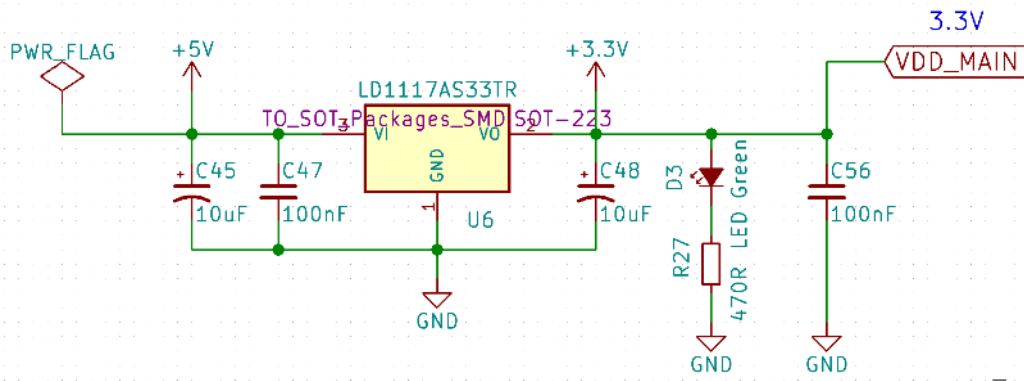 3.3V
PWR_FLAG
+5V
+3.3V
VDD_MAIN
LD1117AS33TR
TO_SOT_Packages_SMD:SOT-223
3
VI
VO
2
GND
1
U6
C45
10uF
C47
100nF
C48
10uF
D3
LED Green
R27
470R
C56
100nF
GND
GND
GND